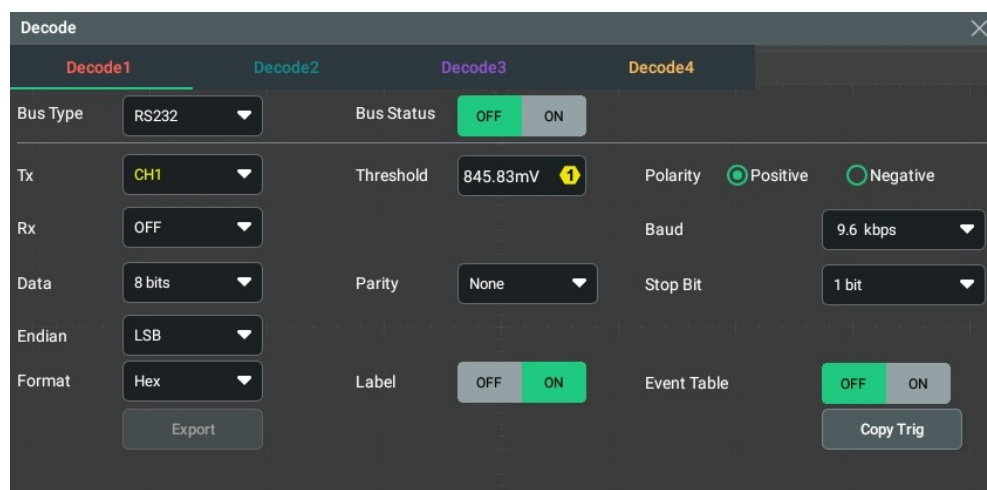 Decode
Decode1 Decode2 Decode3 Decode4
Bus Type RS232 Bus Status OFF ON
Tx CH1 Threshold 845.83mV 1 Polarity Positive Negative
Rx OFF Baud 9.6 kbps
Data 8 bits Parity None Stop Bit 1 bit
Endian LSB
Format Hex Label OFF ON Event Table OFF ON
Export Copy Trig